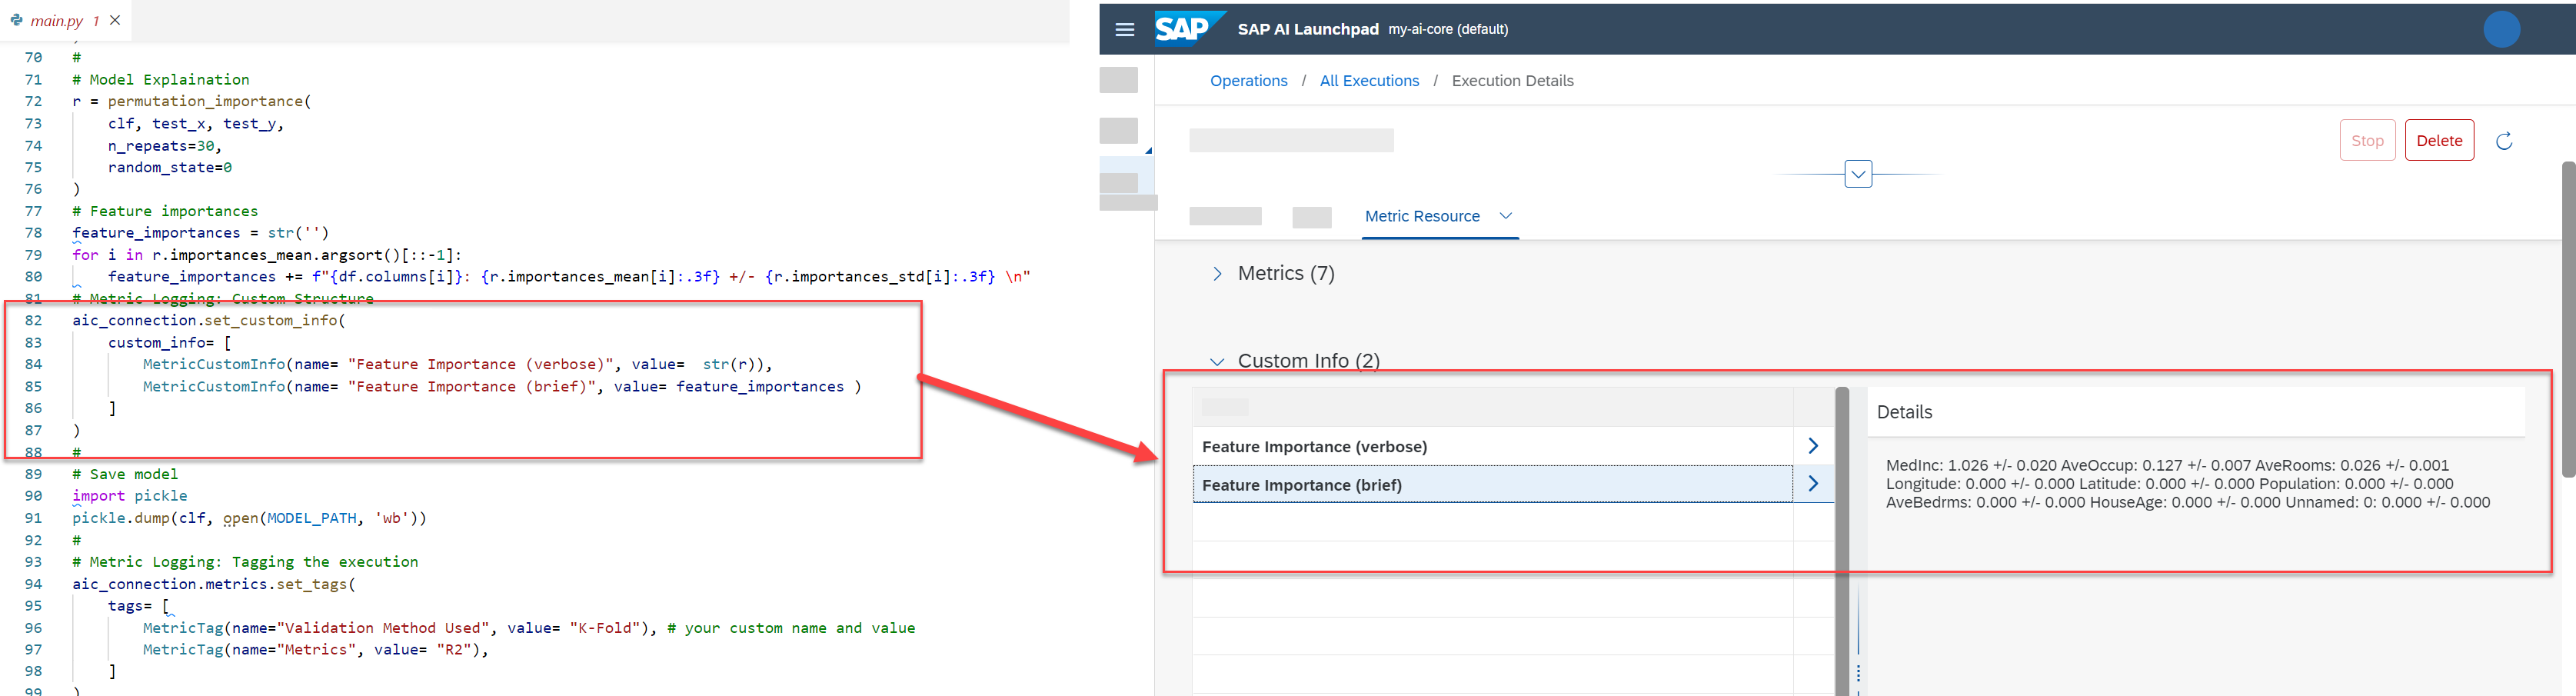 main.py 1
70 #
71 # Model Explaination
72 r = permutation_importance(
73 clf, test_x, test_y,
74 n_repeats=30,
75 random_state=0
76 )
77 # Feature importances
78 feature_importances = str('')
79 for i in r.importances_mean.argsort()[::-1]:
80 feature_importances += f"{df.columns[i]}: {r.importances_mean[i]:.3f} +/- {r.importances_std[i]:.3f} \n"
81 # Metric Logging: Custom Structure
82 aic_connection.set_custom_info(
83 custom_info= [
84 MetricCustomInfo(name= "Feature Importance (verbose)", value=  str(r)),
85 MetricCustomInfo(name= "Feature Importance (brief)", value= feature_importances )
86 ]
87 )
88 #
89 # Save model
90 import pickle
91 pickle.dump(clf, open(MODEL_PATH, 'wb'))
92 #
93 # Metric Logging: Tagging the execution
94 aic_connection.metrics.set_tags(
95 tags= [
96 MetricTag(name="Validation Method Used", value= "K-Fold"), # your custom name and value
97 MetricTag(name="Metrics", value= "R2"),
98 ]
99 )
SAP SAP AI Launchpad my-ai-core (default)
Operations / All Executions / Execution Details
Stop Delete
Metric Resource
Metrics (7)
Custom Info (2)
Feature Importance (verbose)
Feature Importance (brief)
Details
MedInc: 1.026 +/- 0.020 AveOccup: 0.127 +/- 0.007 AveRooms: 0.026 +/- 0.001
Longitude: 0.000 +/- 0.000 Latitude: 0.000 +/- 0.000 Population: 0.000 +/- 0.000
AveBedrms: 0.000 +/- 0.000 HouseAge: 0.000 +/- 0.000 Unnamed: 0: 0.000 +/- 0.000